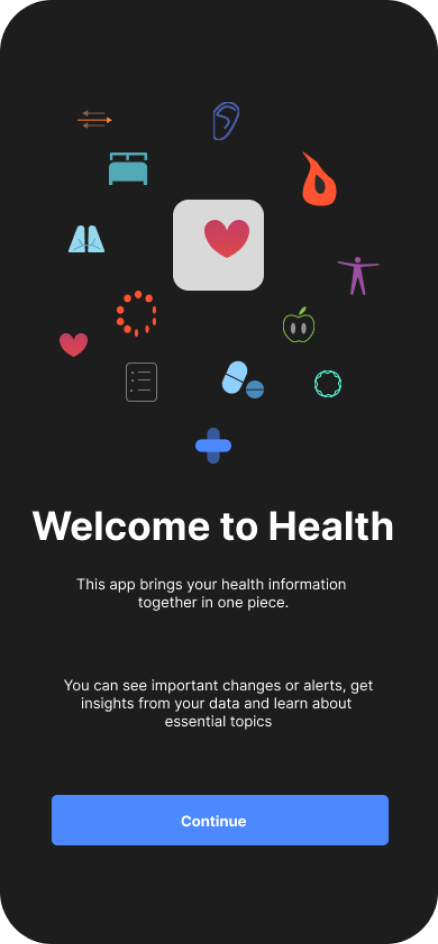 Welcome to Health
This app brings your health information
together in one piece.
You can see important changes or alerts, get
insights from your data and learn about
essential topics
Continue